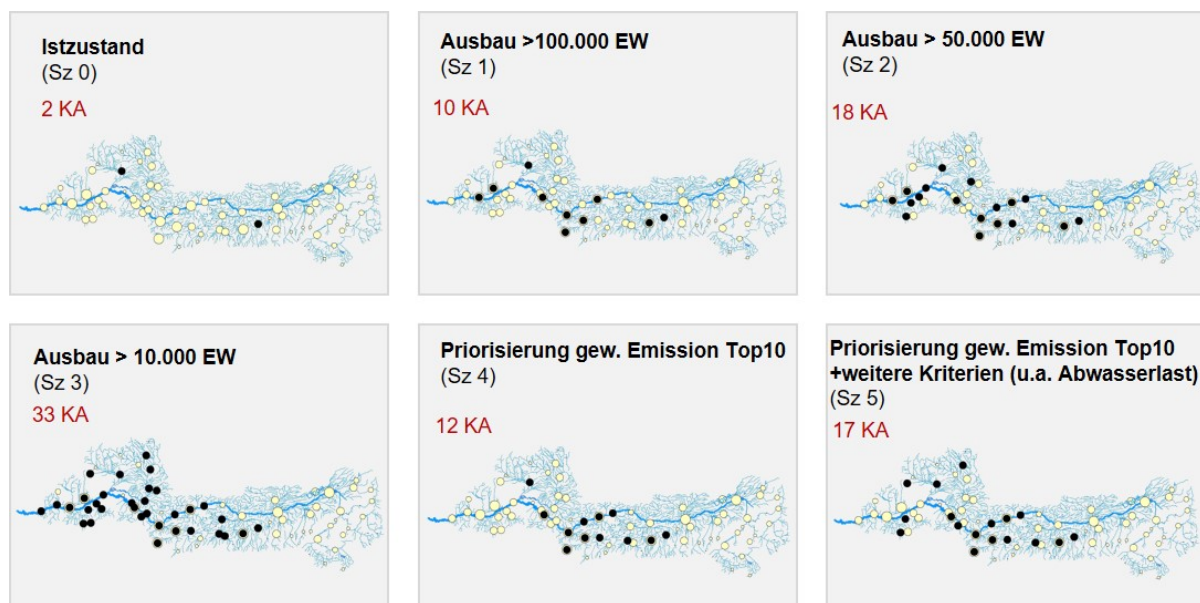 Istzustand
(Sz 0)
2 KA
Ausbau >100.000 EW
(Sz 1)
10 KA
Ausbau > 50.000 EW
(Sz 2)
18 KA
Ausbau > 10.000 EW
(Sz 3)
33 KA
Priorisierung gew. Emission Top10
(Sz 4)
12 KA
Priorisierung gew. Emission Top10
+weitere Kriterien (u.a. Abwasserlast)
(Sz 5)
17 KA